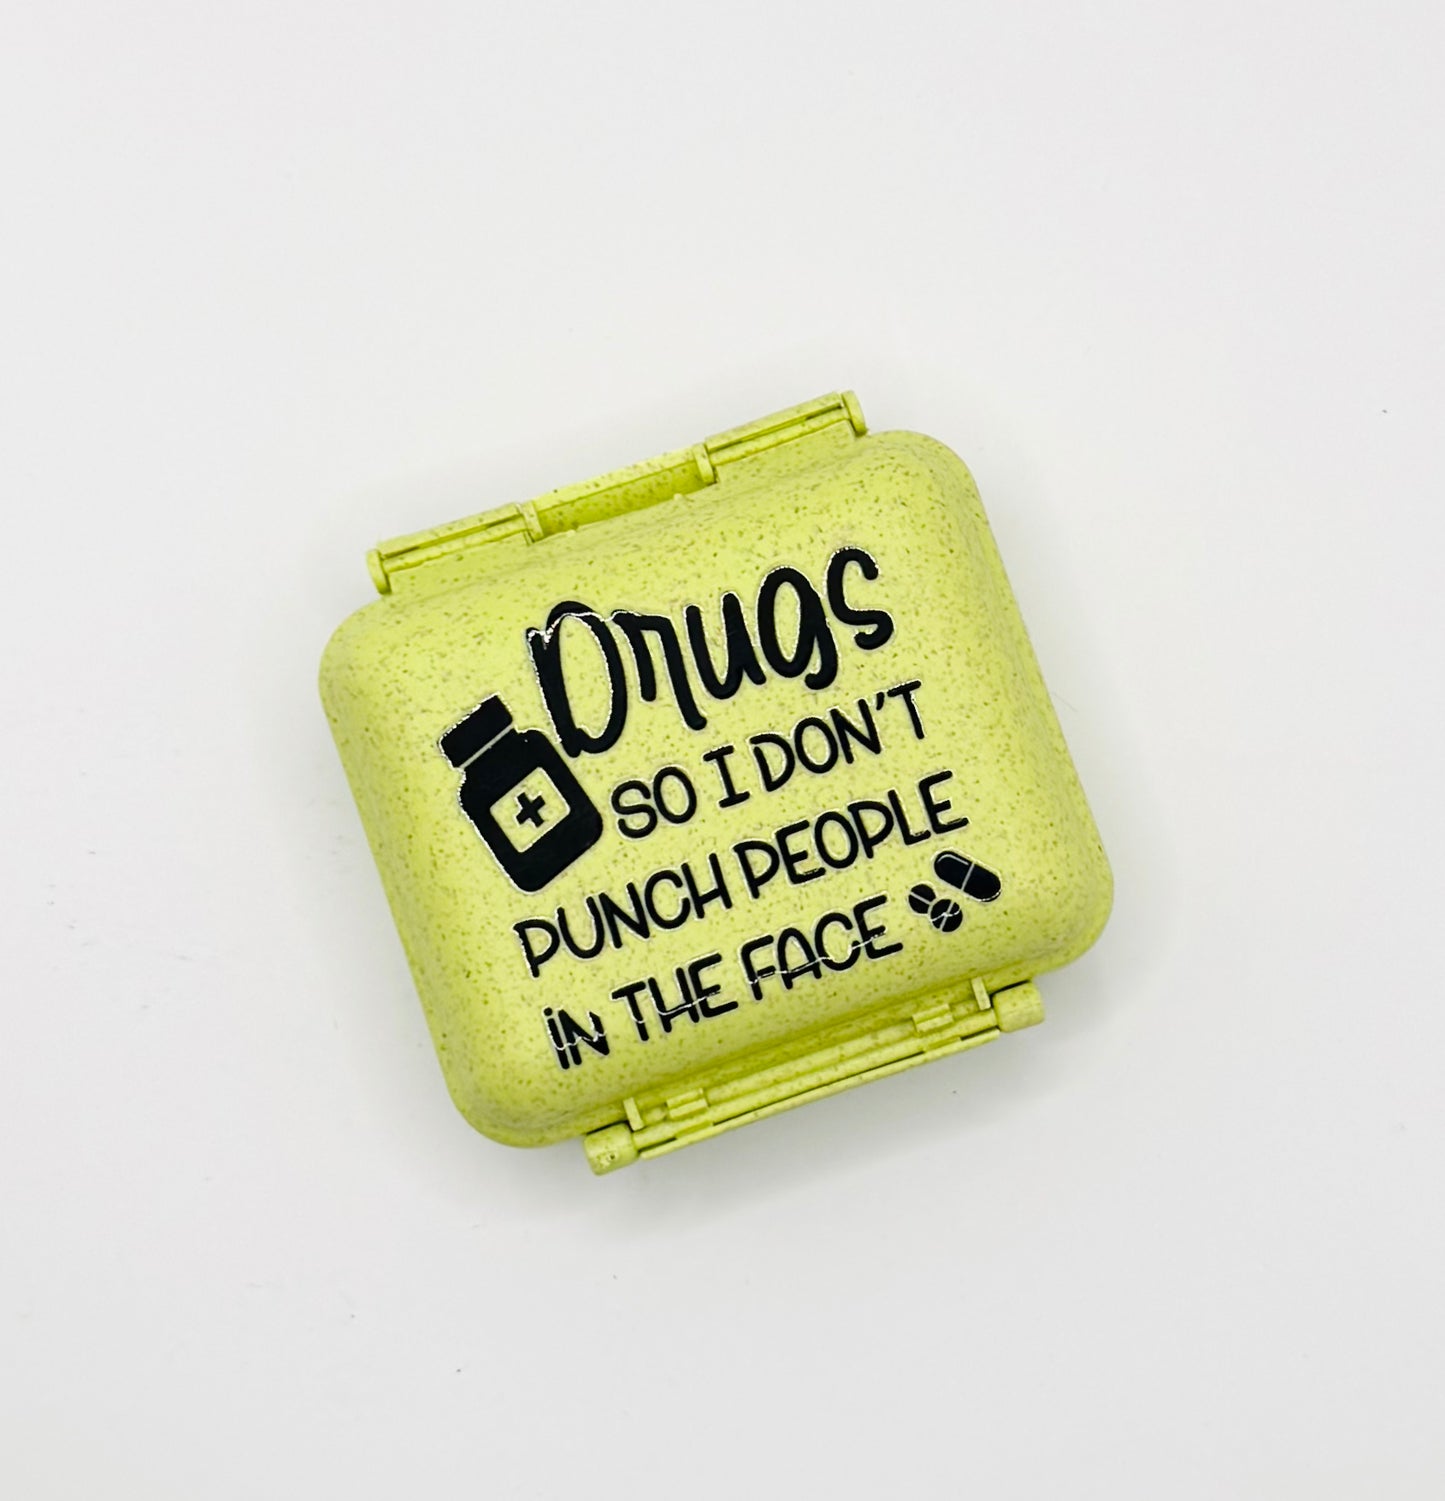 Drugs
SO I DON'T
PUNCH PEOPLE
iN THE FACE